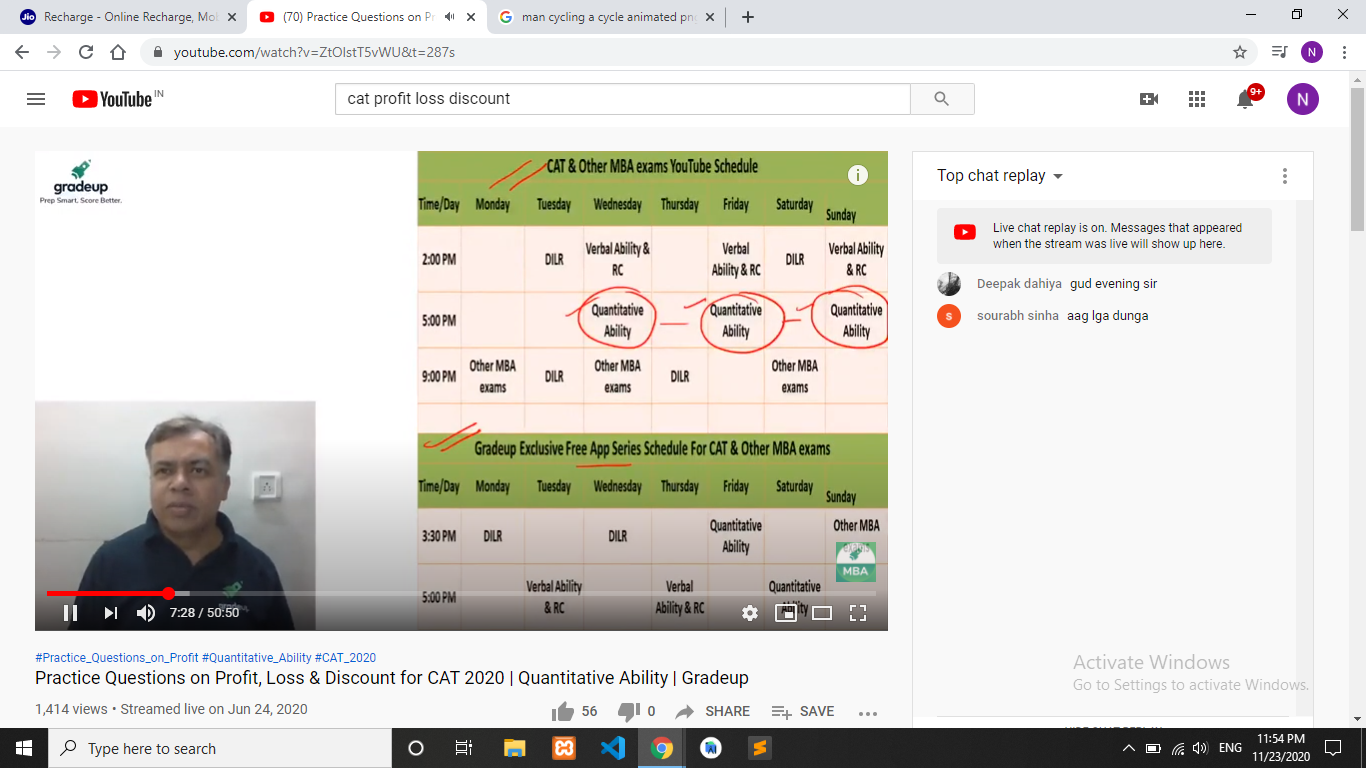 Recharge - Online Recharge, Mo
(70) Practice Questions on P
man cycling a cycle animated pn
youtube.com/watch?v=ZtOIstT5vWU&t=287s
N
YouTube IN
cat profit loss discount
9+
N
gradeup
Prep Smart. Score Better.
CAT & Other MBA exams YouTube Schedule
Time/Day Monday Tuesday Wednesday Thursday Friday Saturday Sunday
2:00 PM DILR Verbal Ability & RC Verbal Ability & RC DILR Verbal Ability & RC
5:00 PM Quantitative Ability Quantitative Ability Quantitative Ability
9:00 PM Other MBA exams DILR Other MBA exams DILR Other MBA exams
Gradeup Exclusive Free App Series Schedule For CAT & Other MBA exams
Time/Day Monday Tuesday Wednesday Thursday Friday Saturday Sunday
3:30 PM DILR DILR Quantitative Ability Other MBA
MBA
5:00 PM Verbal Ability & RC Verbal Ability & RC Quantitative Ability
7:28 / 50:50
Top chat replay
Live chat replay is on. Messages that appeared
when the stream was live will show up here.
Deepak dahiya gud evening sir
s
sourabh sinha aag lga dunga
#Practice_Questions_on_Profit #Quantitative_Ability #CAT_2020
Practice Questions on Profit, Loss & Discount for CAT 2020 | Quantitative Ability | Gradeup
1,414 views • Streamed live on Jun 24, 2020
56 0 SHARE SAVE
Activate Windows
Go to Settings to activate Windows.
Type here to search
ENG
11:54 PM
11/23/2020